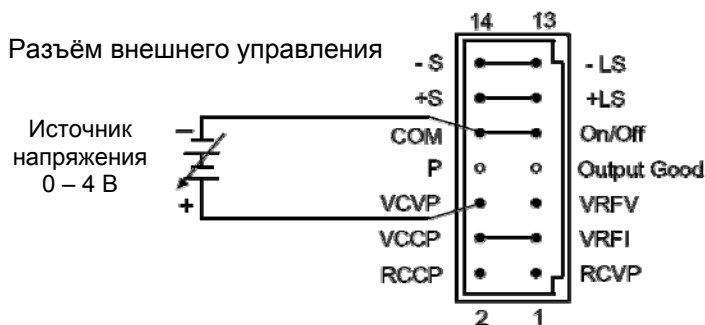 14 13
Разъём внешнего управления
- S - LS
+S +LS
Источник
напряжения
0 – 4 В
–
+
COM On/Off
P Output Good
VCVP VRFV
VCCP VRFI
RCCP RCVP
2 1